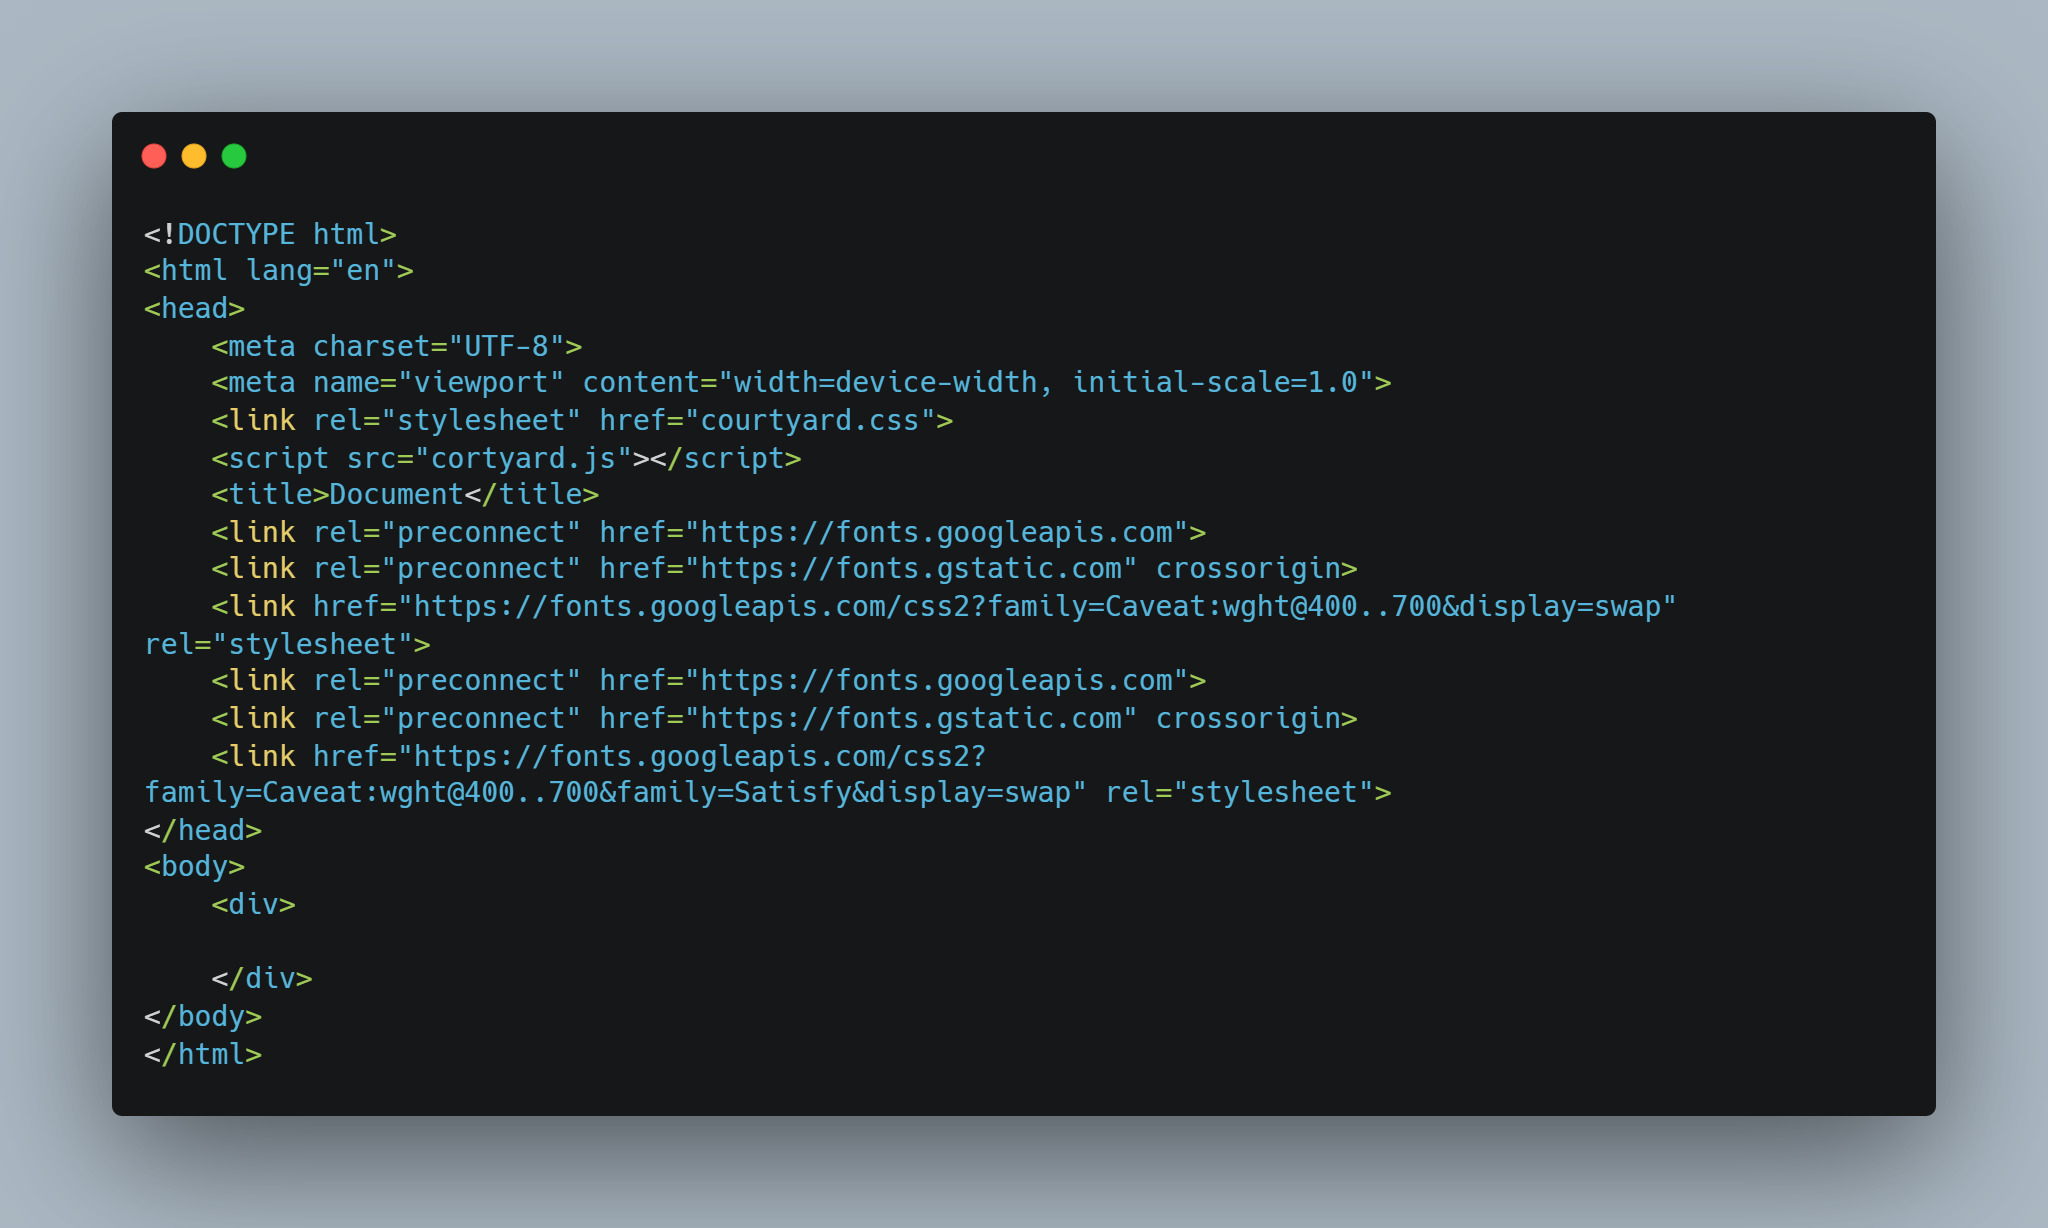 <!DOCTYPE html>
<html lang="en">
<head>
    <meta charset="UTF-8">
    <meta name="viewport" content="width=device-width, initial-scale=1.0">
    <link rel="stylesheet" href="courtyard.css">
    <script src="cortyard.js"></script>
    <title>Document</title>
    <link rel="preconnect" href="https://fonts.googleapis.com">
    <link rel="preconnect" href="https://fonts.gstatic.com" crossorigin>
    <link href="https://fonts.googleapis.com/css2?family=Caveat:wght@400..700&display=swap"
rel="stylesheet">
    <link rel="preconnect" href="https://fonts.googleapis.com">
    <link rel="preconnect" href="https://fonts.gstatic.com" crossorigin>
    <link href="https://fonts.googleapis.com/css2?
family=Caveat:wght@400..700&family=Satisfy&display=swap" rel="stylesheet">
</head>
<body>
    <div>

    </div>
</body>
</html>